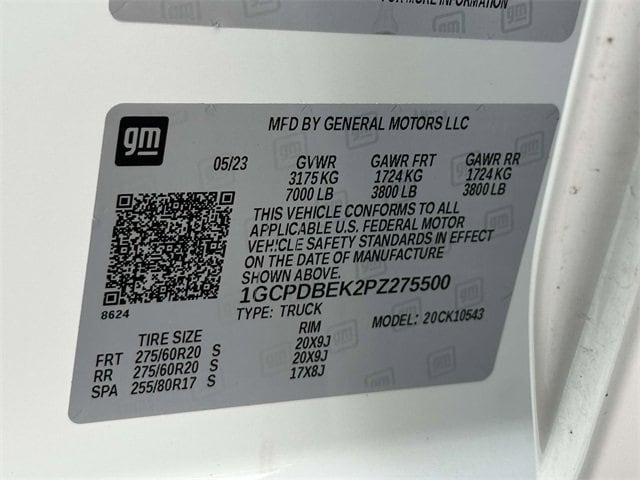 FOR MORE INFORMATION
gm
MFD BY GENERAL MOTORS LLC
05/23 GVWR GAWR FRT GAWR RR
3175 KG 1724 KG 1724 KG
7000 LB 3800 LB 3800 LB
THIS VEHICLE CONFORMS TO ALL
APPLICABLE U.S. FEDERAL MOTOR
VEHICLE SAFETY STANDARDS IN EFFECT
ON THE DATE OF MANUFACTURE
SHOWN ABOVE.
1GCPDBEK2PZ275500
8624
TYPE: TRUCK MODEL: 20CK10543
TIRE SIZE RIM
FRT 275/60R20 S 20X9J
RR 275/60R20 S 20X9J
SPA 255/80R17 S 17X8J